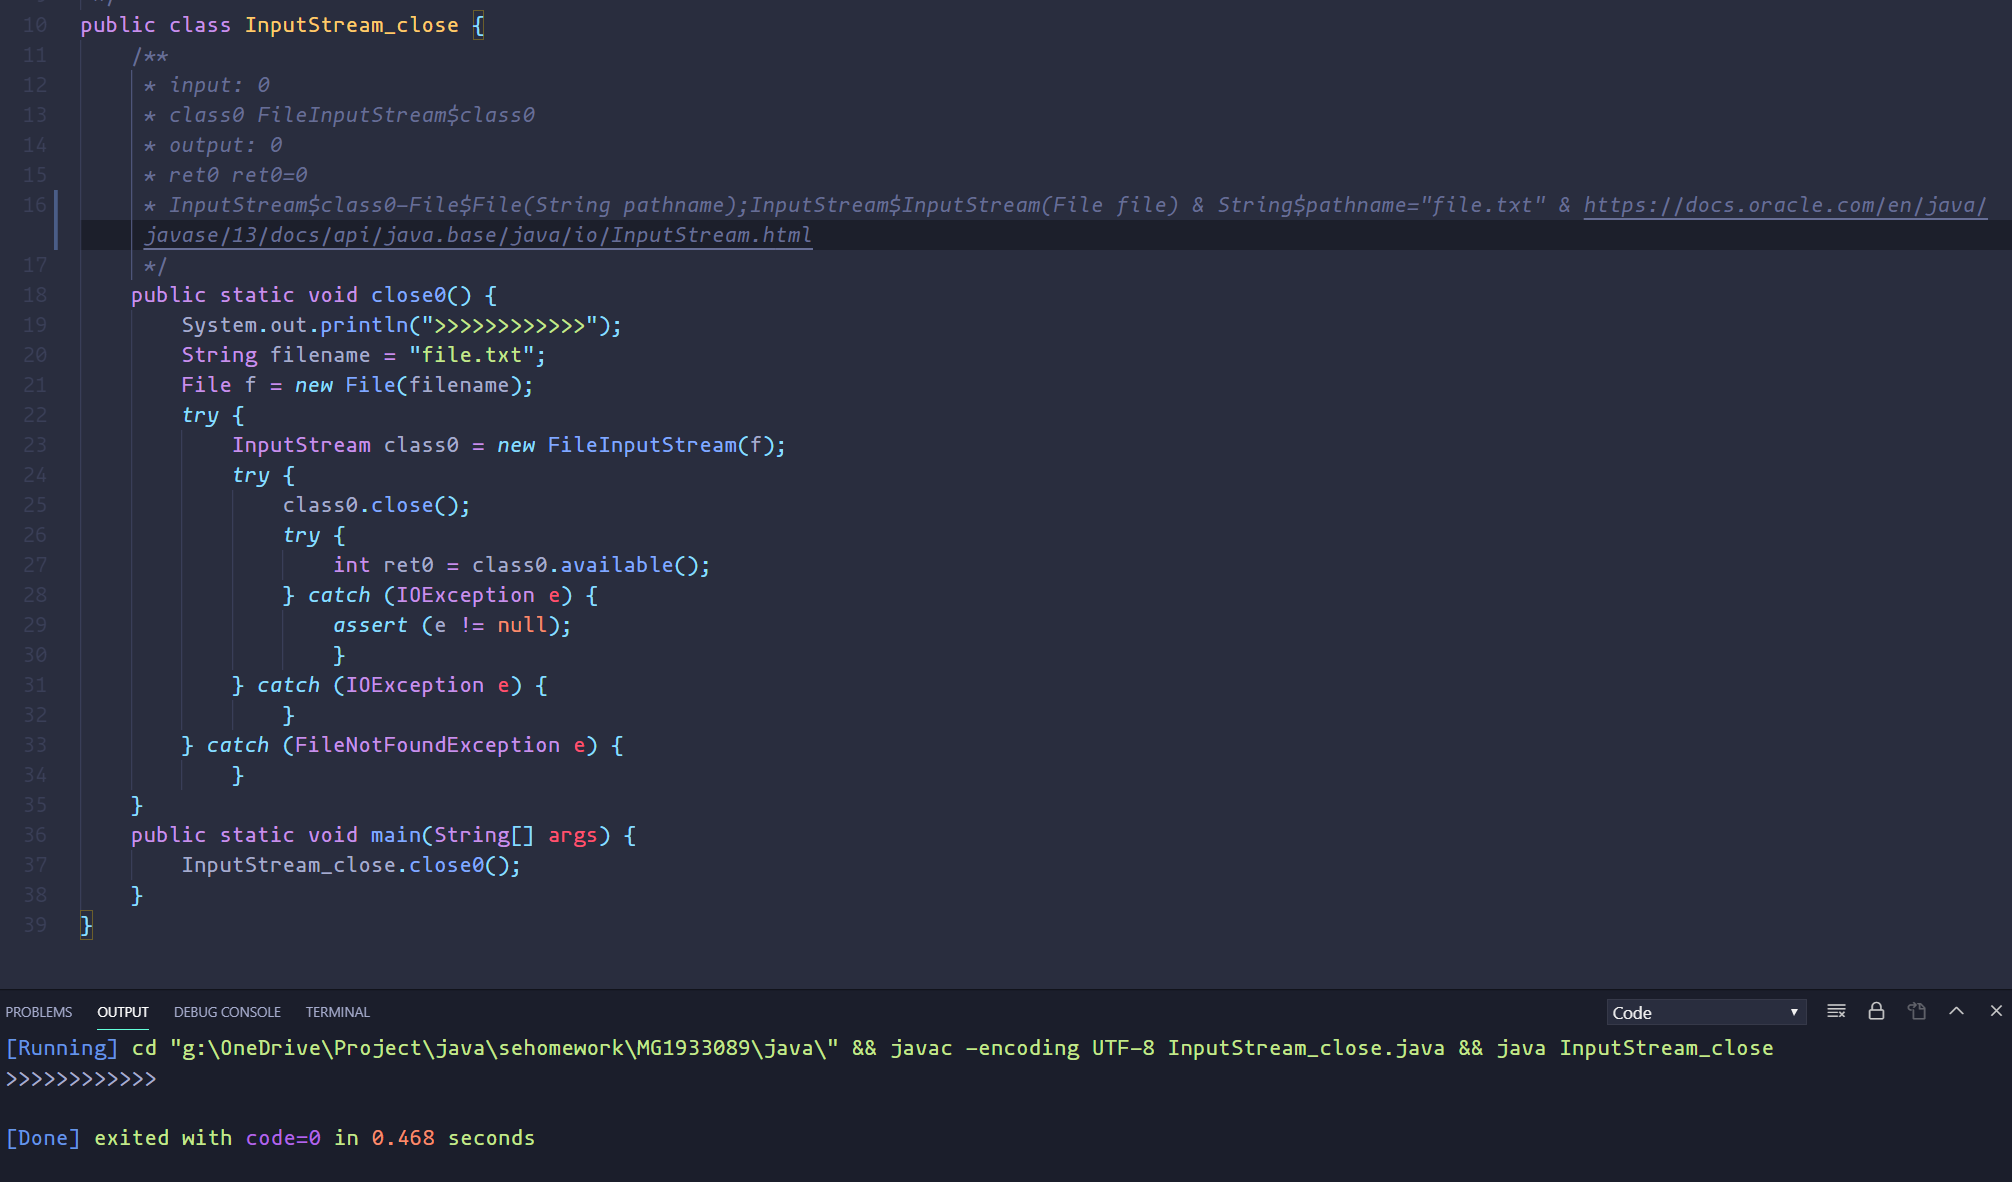 */
10 public class InputStream_close {
11 /**
12 * input: 0
13 * class0 FileInputStream$class0
14 * output: 0
15 * ret0 ret0=0
16 * InputStream$class0-File$File(String pathname);InputStream$InputStream(File file) & String$pathname="file.txt" & https://docs.oracle.com/en/java/
javase/13/docs/api/java.base/java/io/InputStream.html
17 */
18 public static void close0() {
19 System.out.println(">>>>>>>>>>>>");
20 String filename = "file.txt";
21 File f = new File(filename);
22 try {
23 InputStream class0 = new FileInputStream(f);
24 try {
25 class0.close();
26 try {
27 int ret0 = class0.available();
28 } catch (IOException e) {
29 assert (e != null);
30 }
31 } catch (IOException e) {
32 }
33 } catch (FileNotFoundException e) {
34 }
35 }
36 public static void main(String[] args) {
37 InputStream_close.close0();
38 }
39 }
PROBLEMS OUTPUT DEBUG CONSOLE TERMINAL Code
[Running] cd "g:\OneDrive\Project\java\sehomework\MG1933089\java\" && javac -encoding UTF-8 InputStream_close.java && java InputStream_close
>>>>>>>>>>>>
[Done] exited with code=0 in 0.468 seconds